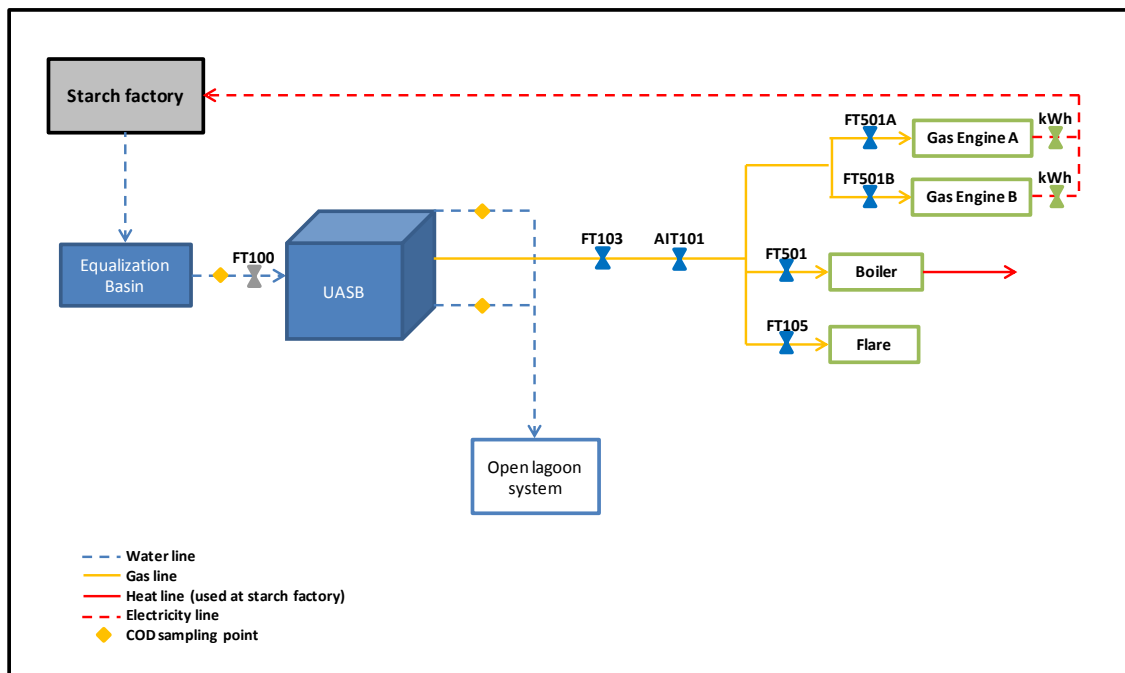 Starch factory
FT501A
kWh
Gas Engine A
FT501B
kWh
Gas Engine B
Equalization
Basin
FT100
UASB
FT103
AIT101
FT501
Boiler
FT105
Flare
Open lagoon
system
Water line
Gas line
Heat line (used at starch factory)
Electricity line
COD sampling point